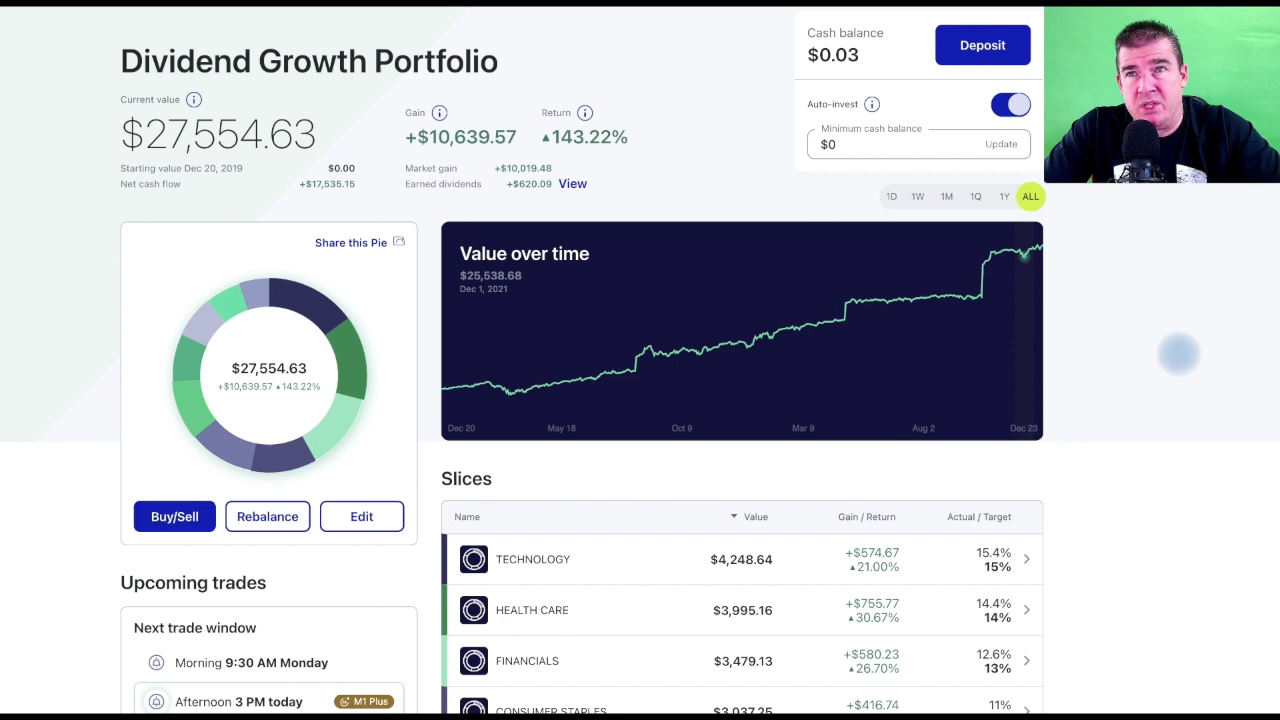 Dividend Growth Portfolio
Current value
$27,554.63
Starting value Dec 20, 2019 $0.00
Net cash flow +$17,535.15
Gain
+$10,639.57
Return
143.22%
Market gain +$10,019.48
Earned dividends +$620.09 View
Cash balance
$0.03
Deposit
Auto-invest
Minimum cash balance
$0 Update
1D 1W 1M 1Q 1Y ALL
Share this Pie
$27,554.63
+$10,639.57 143.22%
Buy/Sell Rebalance Edit
Value over time
$25,538.68
Dec 1, 2021
Dec 20 May 18 Oct 9 Mar 9 Aug 2 Dec 23
Upcoming trades
Next trade window
Morning 9:30 AM Monday
Afternoon 3 PM today M1 Plus
Slices
Name Value Gain / Return Actual / Target
TECHNOLOGY $4,248.64 +$574.67 15.4%
21.00% 15%
HEALTH CARE $3,995.16 +$755.77 14.4%
30.67% 14%
FINANCIALS $3,479.13 +$580.23 12.6%
26.70% 13%
CONSUMER STAPLES $3,037.25 +$416.74 11%